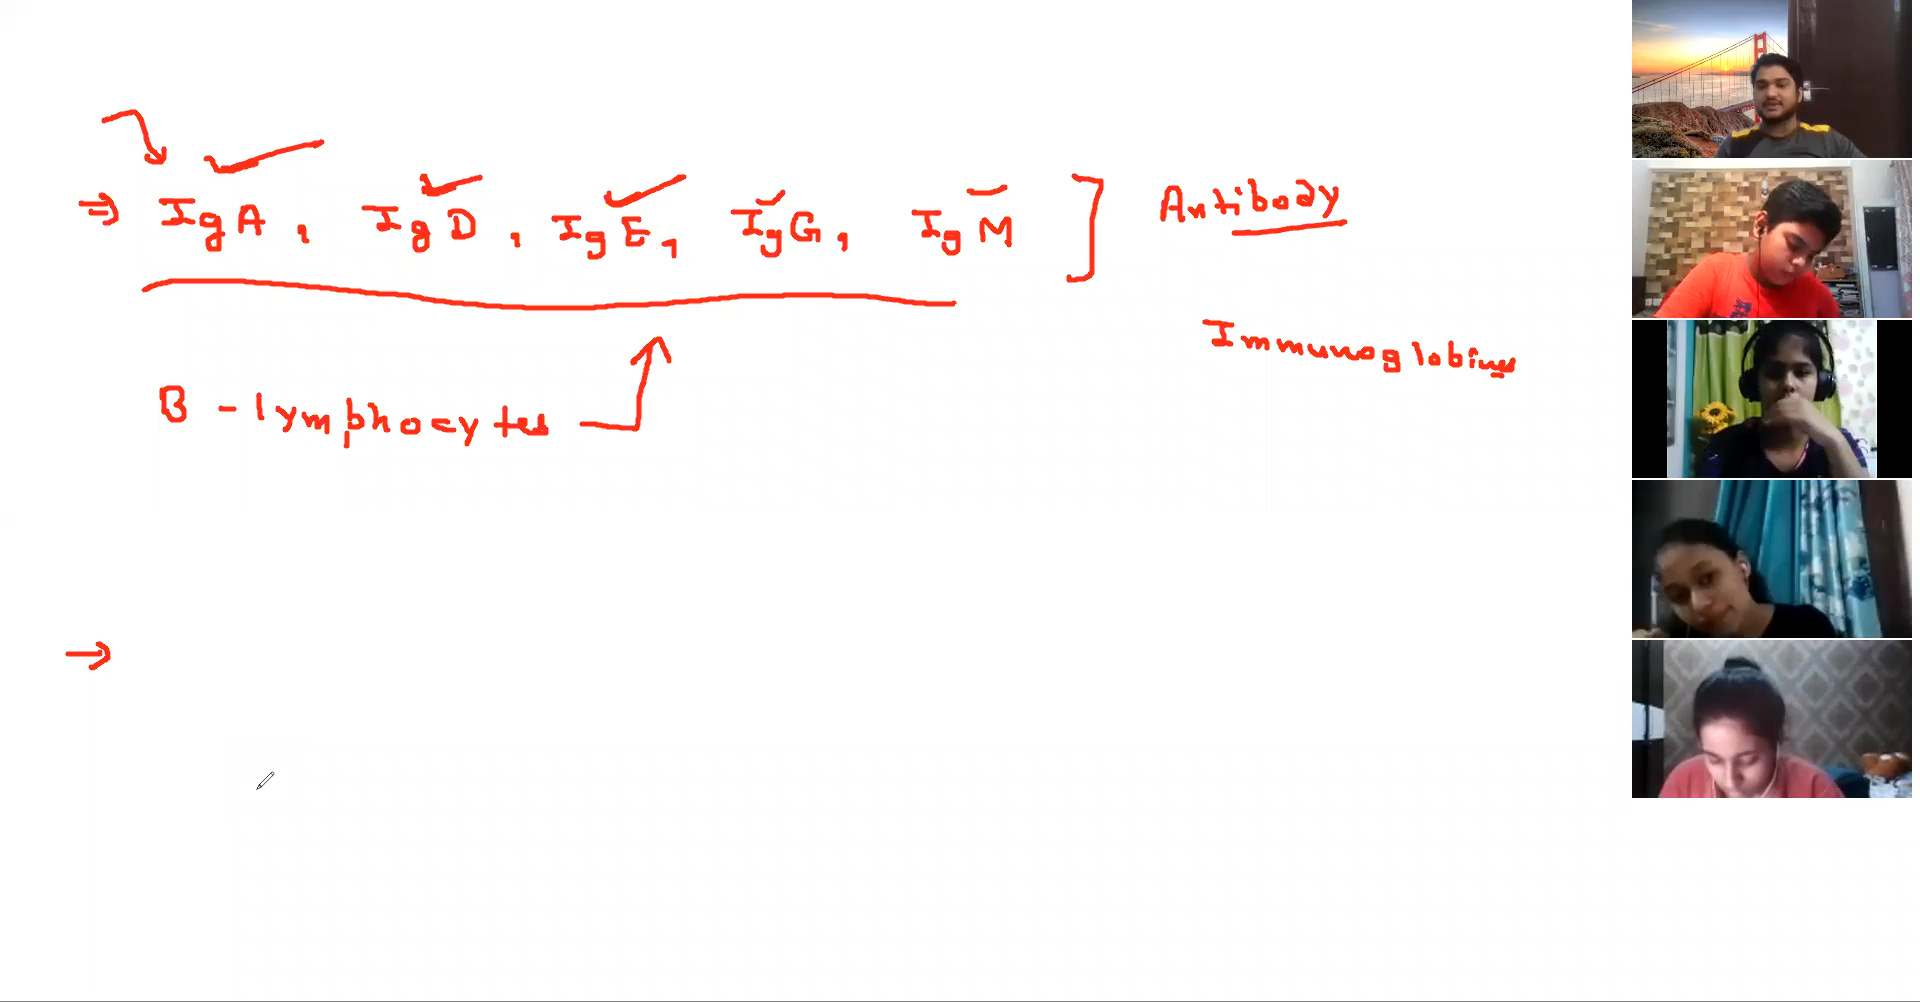 IgA, IgD, IgE, IgG, IgM ] Antibody
Immunoglobins
B - lymphocytes